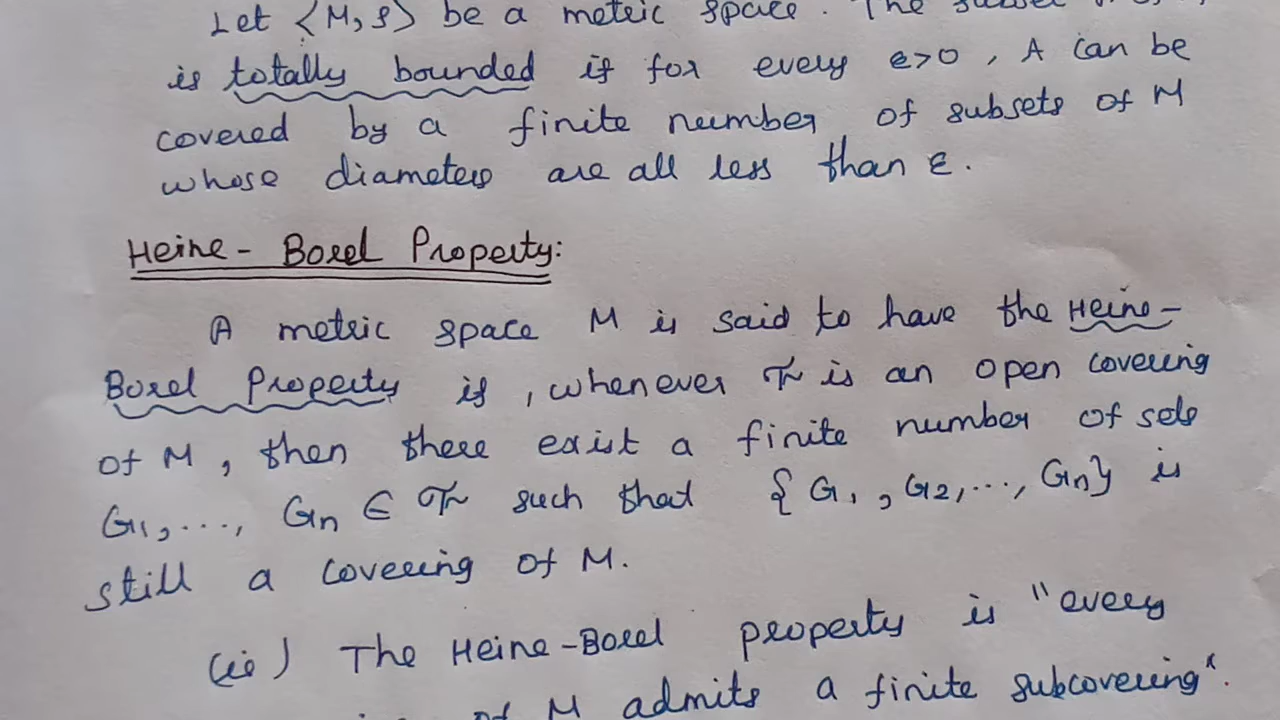 Let <M, ρ> be a metric space. The subset
is totally bounded if for every ε>0, A can be
covered by a finite number of subsets of M
whose diameters are all less than ε.
Heine-Borel Property:
A metric space M is said to have the Heine-
Borel Property if, whenever 𝓕 is an open covering
of M, then there exist a finite number of sets
G1, ..., Gn ∈ 𝓕 such that {G1, G2, ..., Gn} is
still a covering of M.
(ie) The Heine-Borel property is "every
of M admits a finite subcovering".